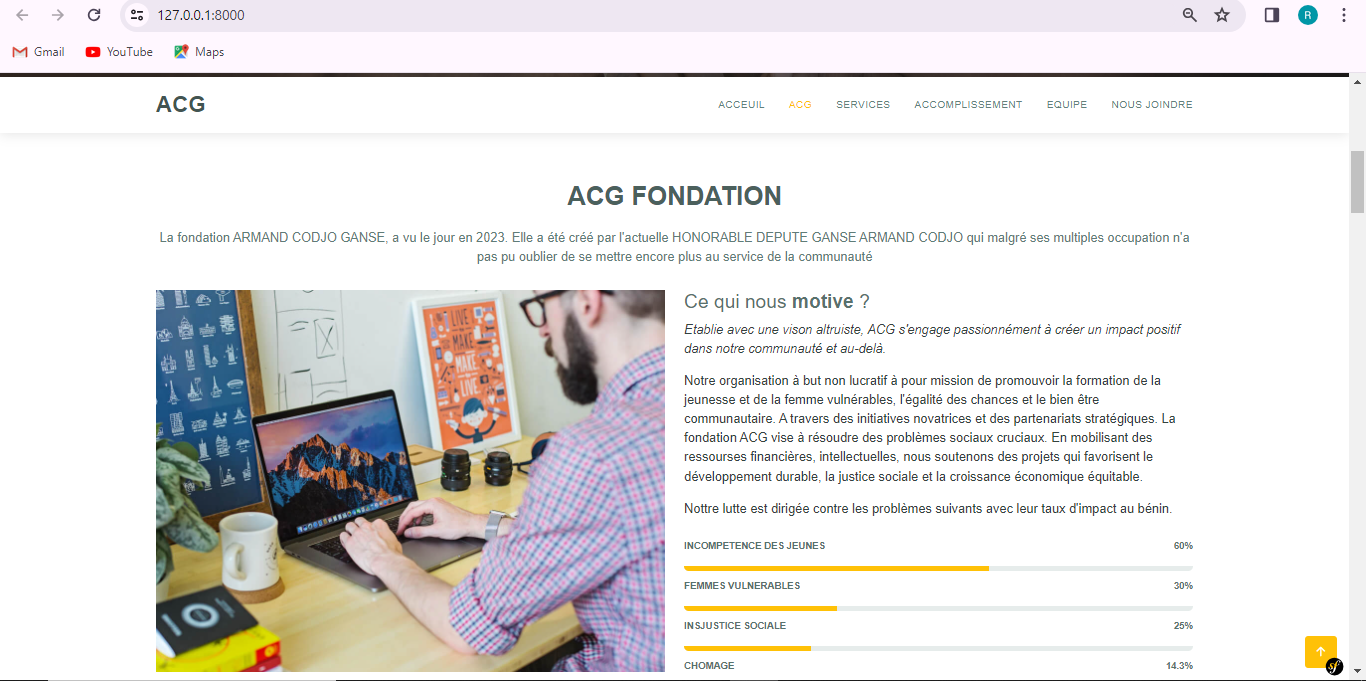 127.0.0.1:8000
R
Gmail
YouTube
Maps
ACG
ACCEUIL
ACG
SERVICES
ACCOMPLISSEMENT
EQUIPE
NOUS JOINDRE
ACG FONDATION
La fondation ARMAND CODJO GANSE, a vu le jour en 2023. Elle a été créé par l'actuelle HONORABLE DEPUTE GANSE ARMAND CODJO qui malgré ses multiples occupation n'a
pas pu oublier de se mettre encore plus au service de la communauté
LIVE
MAKE
MAKE
LIVE
Ce qui nous motive ?
Etablie avec une vison altruiste, ACG s'engage passionnément à créer un impact positif
dans notre communauté et au-delà.
Notre organisation à but non lucratif à pour mission de promouvoir la formation de la
jeunesse et de la femme vulnérables, l'égalité des chances et le bien être
communautaire. A travers des initiatives novatrices et des partenariats stratégiques. La
fondation ACG vise à résoudre des problèmes sociaux cruciaux. En mobilisant des
ressources financières, intellectuelles, nous soutenons des projets qui favorisent le
développement durable, la justice sociale et la croissance économique équitable.
Nottre lutte est dirigée contre les problèmes suivants avec leur taux d'impact au bénin.
INCOMPETENCE DES JEUNES 60%
FEMMES VULNERABLES 30%
INSJUSTICE SOCIALE 25%
CHOMAGE 14.3%
sf